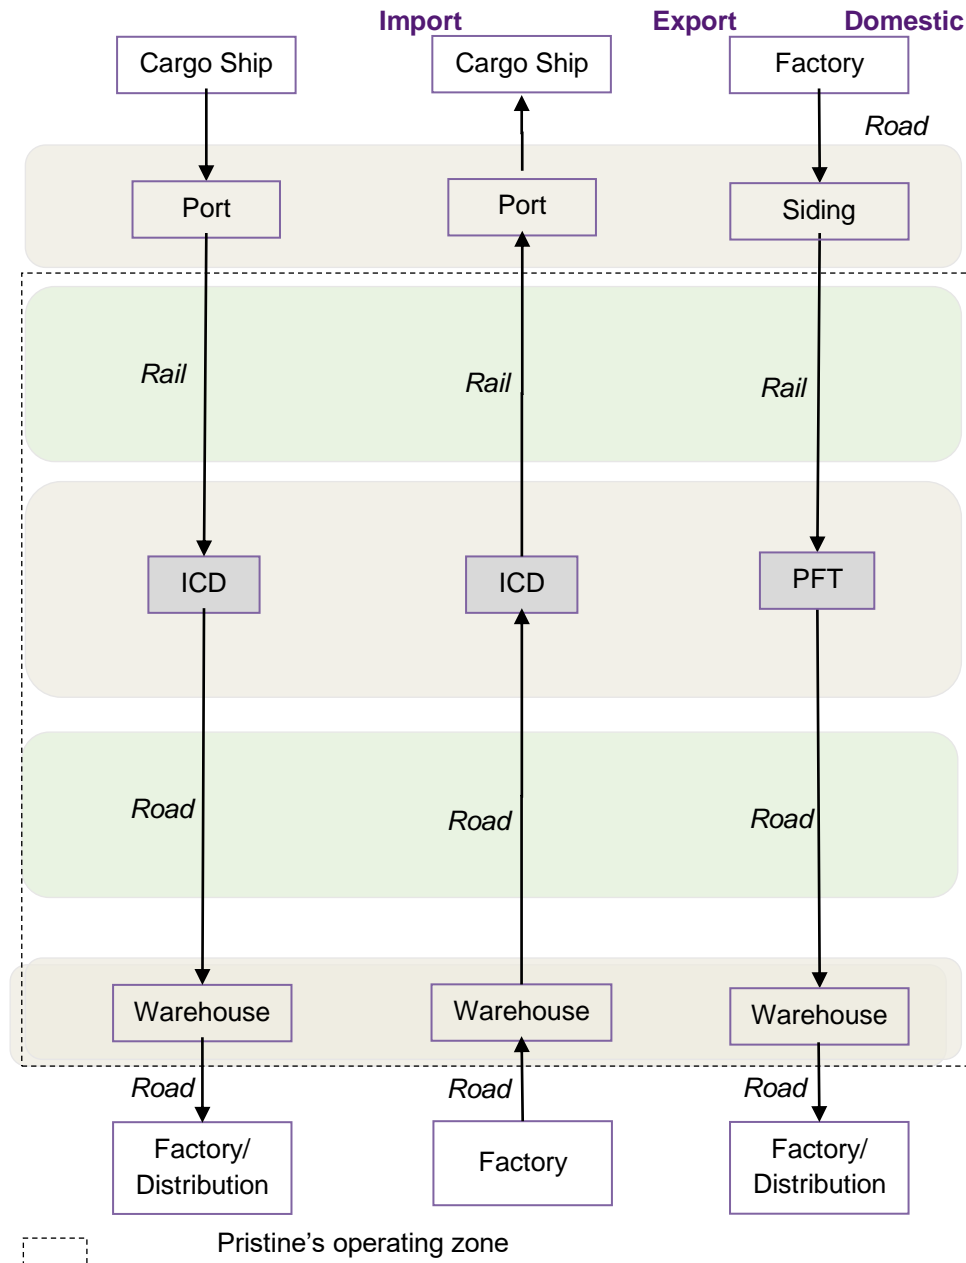 Import Export Domestic
Cargo Ship Cargo Ship Factory
Road
Port Port Siding
Rail Rail Rail
ICD ICD PFT
Road Road Road
Warehouse Warehouse Warehouse
Road Road Road
Factory/ Factory Factory/
Distribution Distribution
Pristine’s operating zone